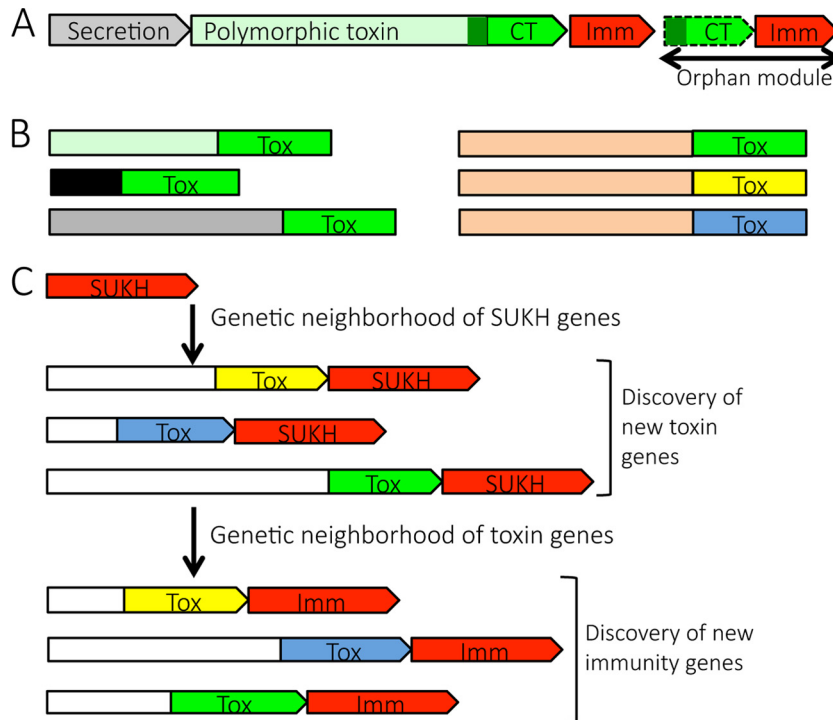 A
Secretion Polymorphic toxin CT Imm CT Imm
Orphan module
B
Tox Tox
Tox Tox
Tox Tox
C
SUKH
Genetic neighborhood of SUKH genes
Tox SUKH
Tox SUKH
Tox SUKH
Discovery of
new toxin
genes
Genetic neighborhood of toxin genes
Tox Imm
Tox Imm
Tox Imm
Discovery of new
immunity genes